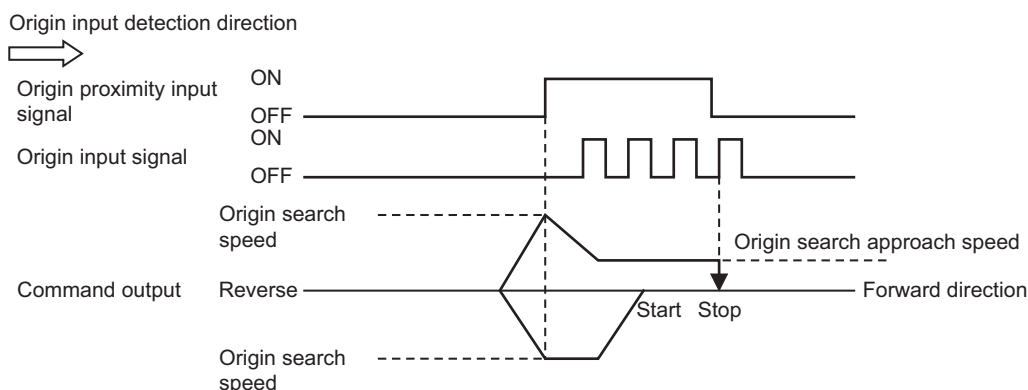 Origin input detection direction
Origin proximity input
signal
ON
OFF
Origin input signal
ON
OFF
Origin search
speed
Origin search approach speed
Command output
Reverse
Start
Stop
Forward direction
Origin search
speed